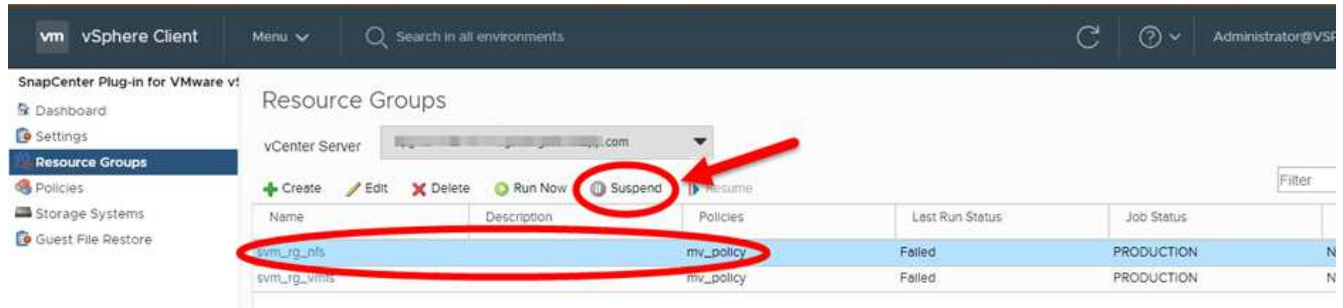 vm vSphere Client Menu Search in all environments Administrator@VSP
SnapCenter Plug-in for VMware vS
Dashboard
Settings
Resource Groups
Policies
Storage Systems
Guest File Restore
Resource Groups
vCenter Server .com
Create Edit Delete Run Now Suspend Resume
Filter
Name Description Policies Last Run Status Job Status
svm_rg_nfs mv_policy Failed PRODUCTION N
svm_rg_vmfs mv_policy Failed PRODUCTION N